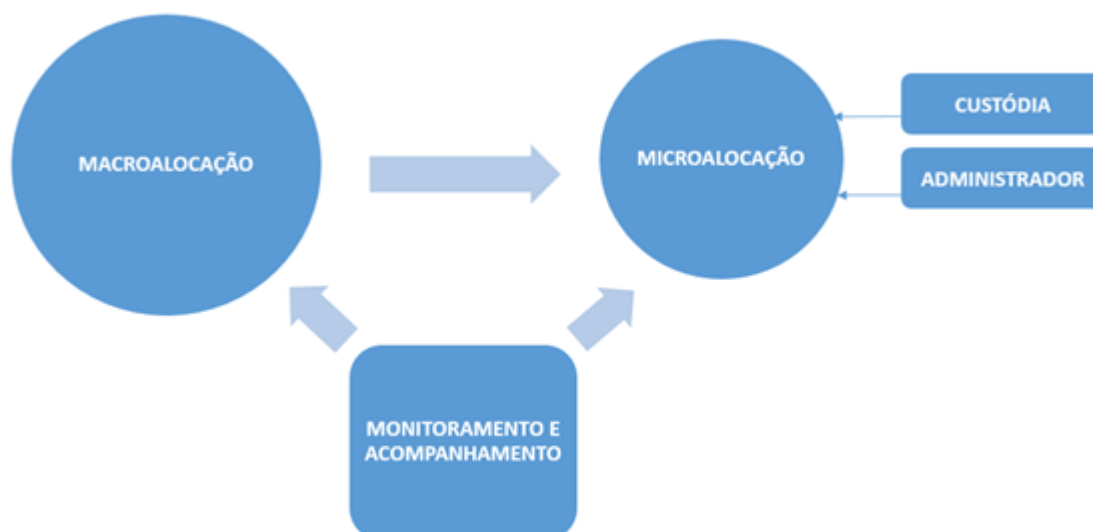 MACROALOCAÇÃO
MICROALOCAÇÃO
CUSTÓDIA
ADMINISTRADOR
MONITORAMENTO E
ACOMPANHAMENTO